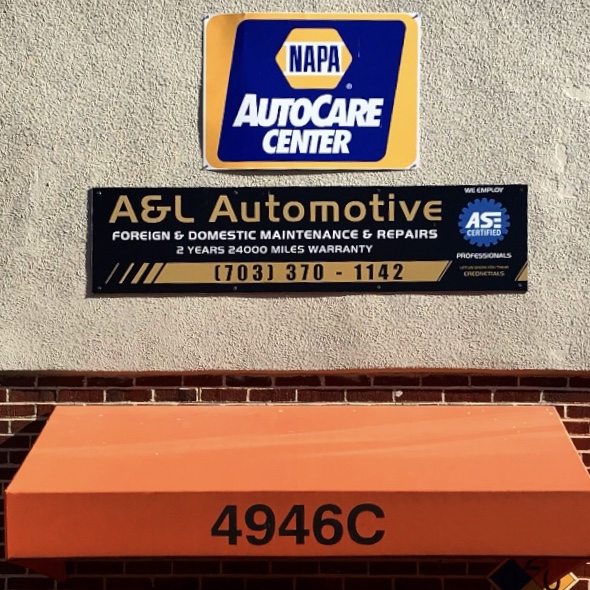 NAPA
®
AUTOCARE
CENTER
A&L Automotive
FOREIGN & DOMESTIC MAINTENANCE & REPAIRS
2 YEARS 24000 MILES WARRANTY
(703) 370 - 1142
WE EMPLOY
ASE
CERTIFIED
PROFESSIONALS
CREDNETIALS
4946C